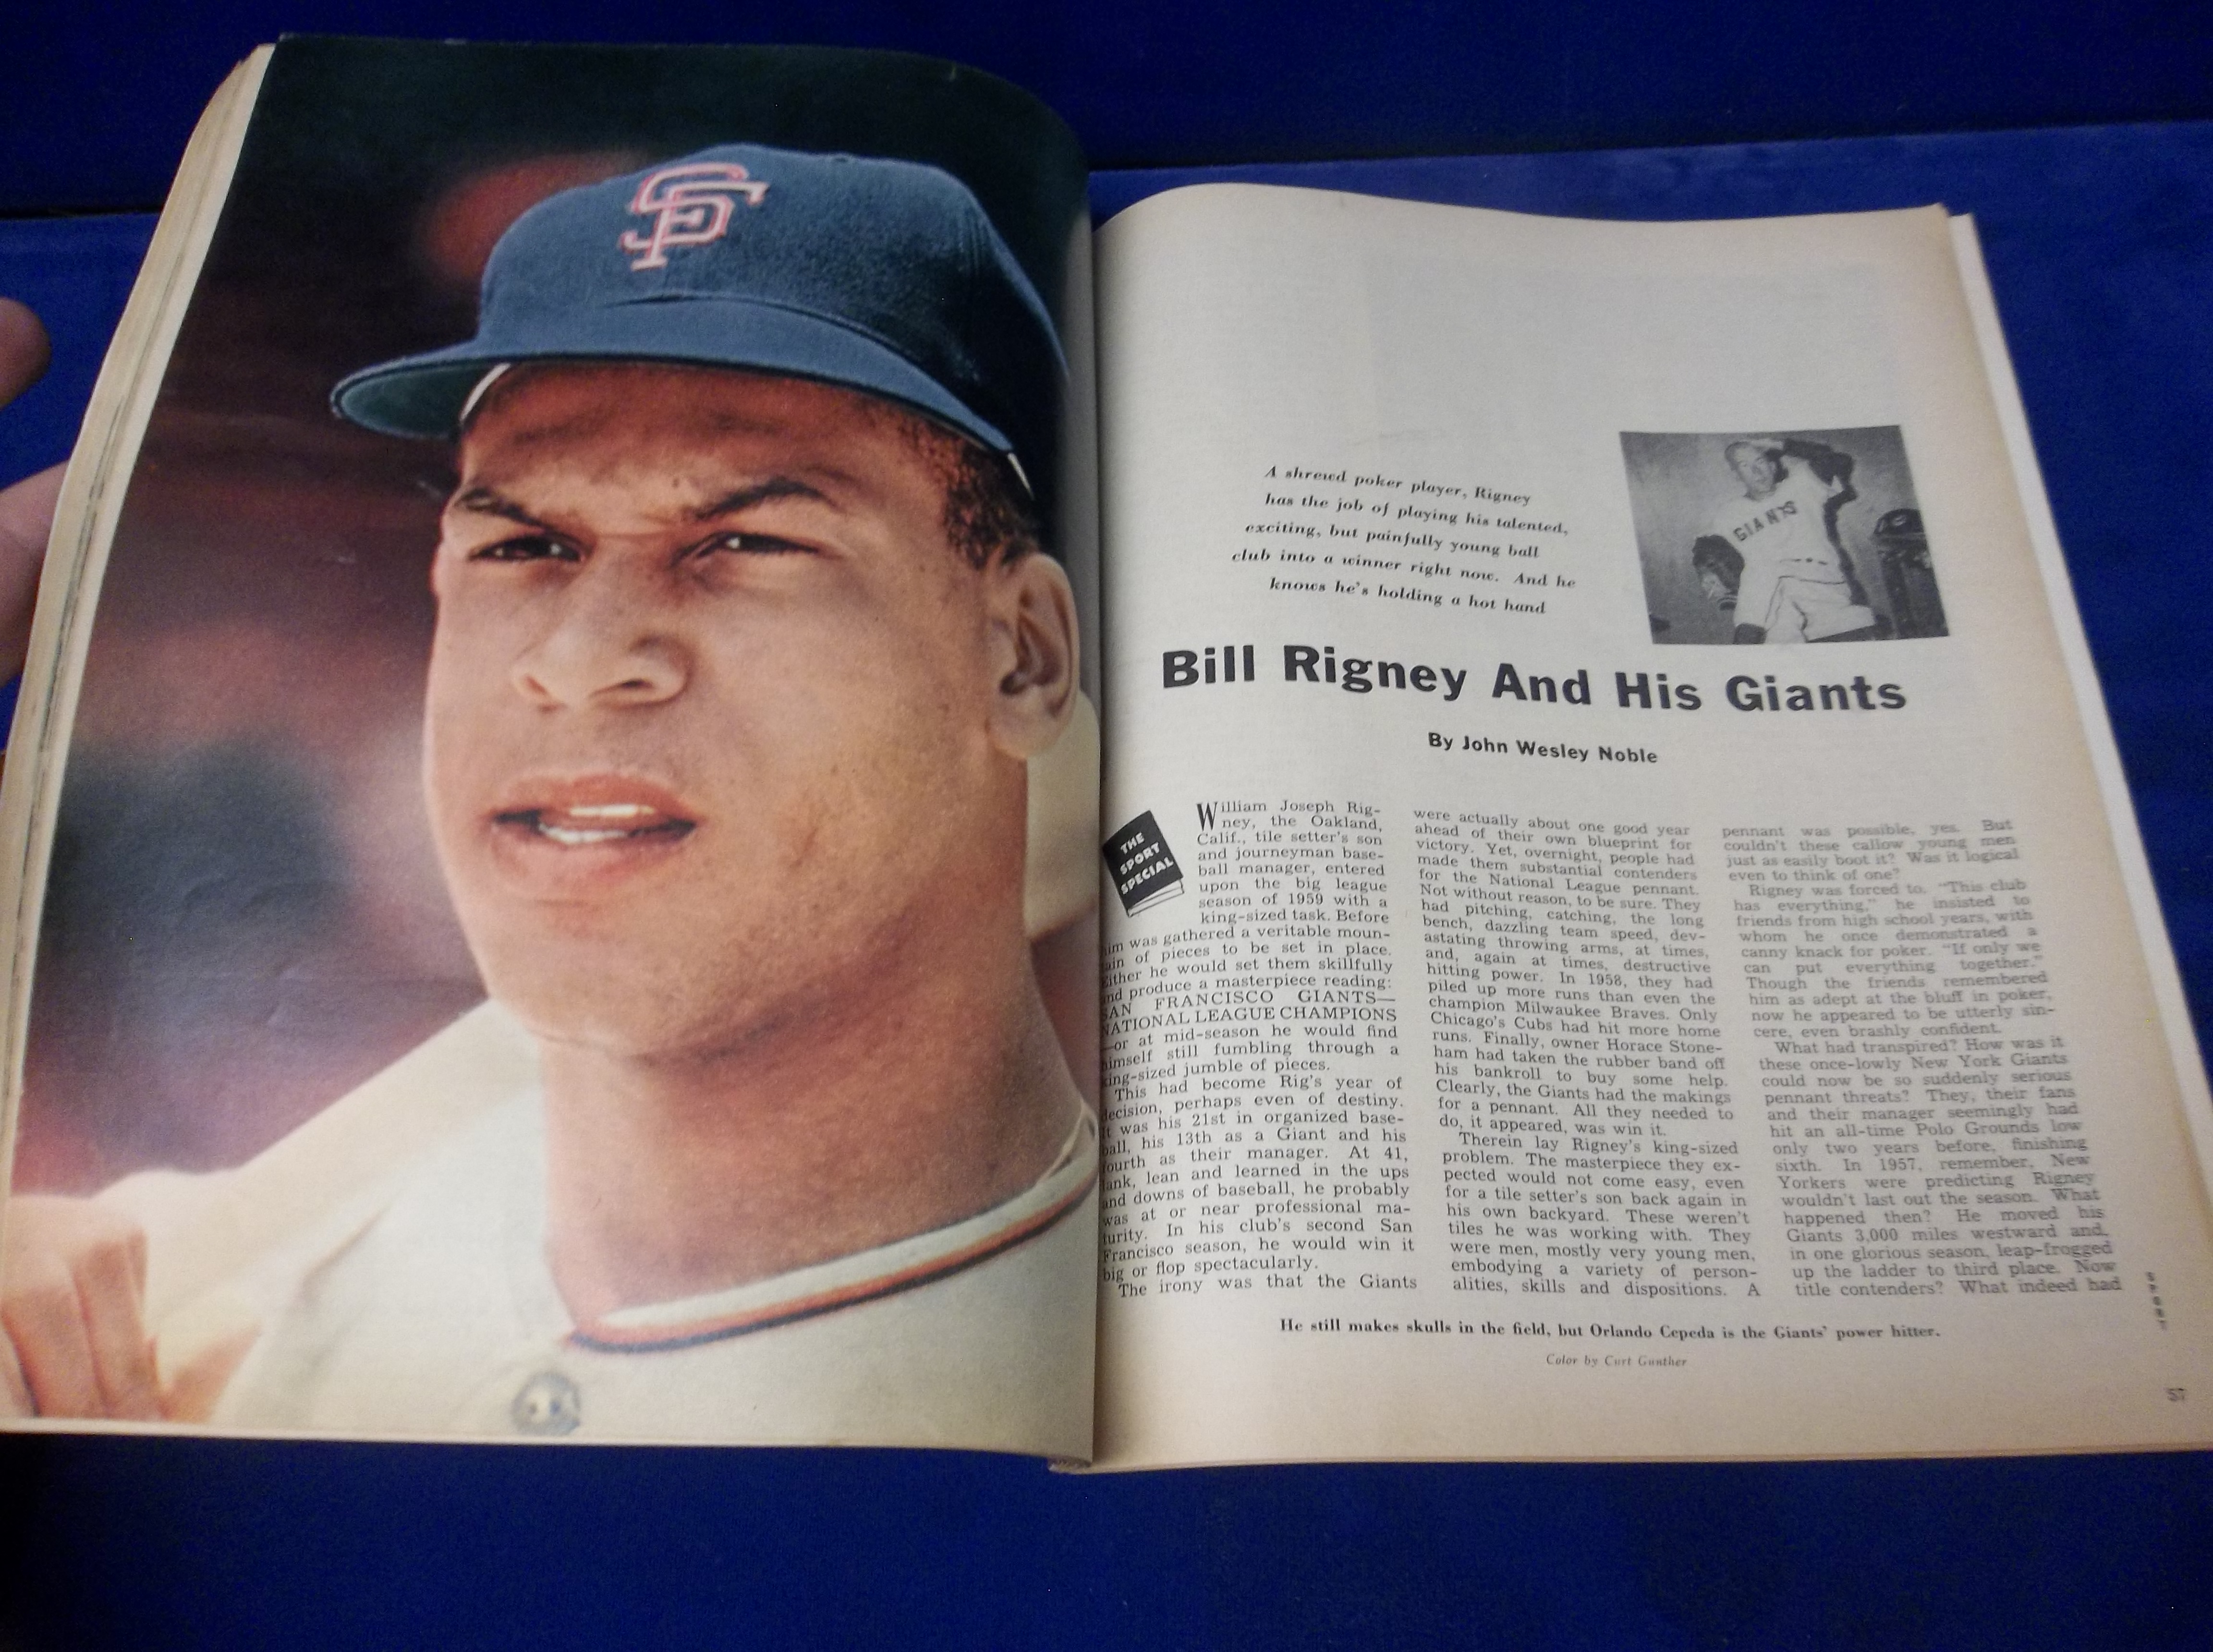 SF
A shrewd poker player, Rigney
has the job of playing his talented,
exciting, but painfully young ball
club into a winner right now. And he
knows he's holding a hot hand
GIANTS
Bill Rigney And His Giants
By John Wesley Noble
THE
SPORT
SPECIAL
William Joseph Rig-
ney, the Oakland,
Calif., tile setter's son
and journeyman base-
ball manager, entered
upon the big league
season of 1959 with a
king-sized task. Before
him was gathered a veritable moun-
tain of pieces to be set in place.
Either he would set them skillfully
and produce a masterpiece reading:
SAN FRANCISCO GIANTS—
NATIONAL LEAGUE CHAMPIONS
—or at mid-season he would find
himself still fumbling through a
king-sized jumble of pieces.
This had become Rig's year of
decision, perhaps even of destiny.
It was his 21st in organized base-
ball, his 13th as a Giant and his
fourth as their manager. At 41,
lank, lean and learned in the ups
and downs of baseball, he probably
was at or near professional ma-
turity. In his club's second San
Francisco season, he would win it
big or flop spectacularly.
The irony was that the Giants
were actually about one good year
ahead of their own blueprint for
victory. Yet, overnight, people had
made them substantial contenders
for the National League pennant.
Not without reason, to be sure. They
had pitching, catching, the long
bench, dazzling team speed, dev-
astating throwing arms, at times,
and, again at times, destructive
hitting power. In 1958, they had
piled up more runs than even the
champion Milwaukee Braves. Only
Chicago's Cubs had hit more home
runs. Finally, owner Horace Stone-
ham had taken the rubber band off
his bankroll to buy some help.
Clearly, the Giants had the makings
for a pennant. All they needed to
do, it appeared, was win it.
Therein lay Rigney's king-sized
problem. The masterpiece they ex-
pected would not come easy, even
for a tile setter's son back again in
his own backyard. These weren't
tiles he was working with. They
were men, mostly very young men,
embodying a variety of person-
alities, skills and dispositions. A
pennant was possible, yes. But
couldn't these callow young men
just as easily boot it? Was it logical
even to think of one?
Rigney was forced to. "This club
has everything," he insisted to
friends from high school years, with
whom he once demonstrated a
canny knack for poker. "If only we
can put everything together."
Though the friends remembered
him as adept at the bluff in poker,
now he appeared to be utterly sin-
cere, even brashly confident.
What had transpired? How was it
these once-lowly New York Giants
could now be so suddenly serious
pennant threats? They, their fans
and their manager seemingly had
hit an all-time Polo Grounds low
only two years before, finishing
sixth. In 1957, remember, New
Yorkers were predicting Rigney
wouldn't last out the season. What
happened then? He moved his
Giants 3,000 miles westward and,
in one glorious season, leap-frogged
up the ladder to third place. Now
title contenders? What indeed had
He still makes skulls in the field, but Orlando Cepeda is the Giants' power hitter.
Color by Curt Gunther
SPORT
57